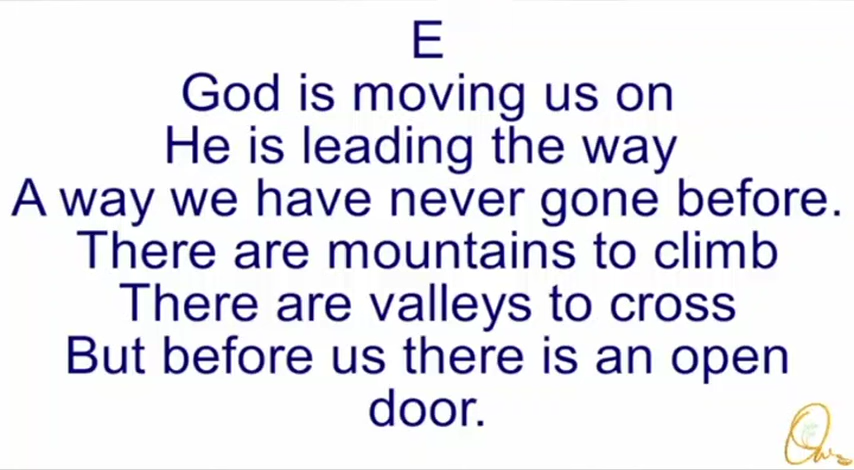 E
God is moving us on
He is leading the way
A way we have never gone before.
There are mountains to climb
There are valleys to cross
But before us there is an open
door.